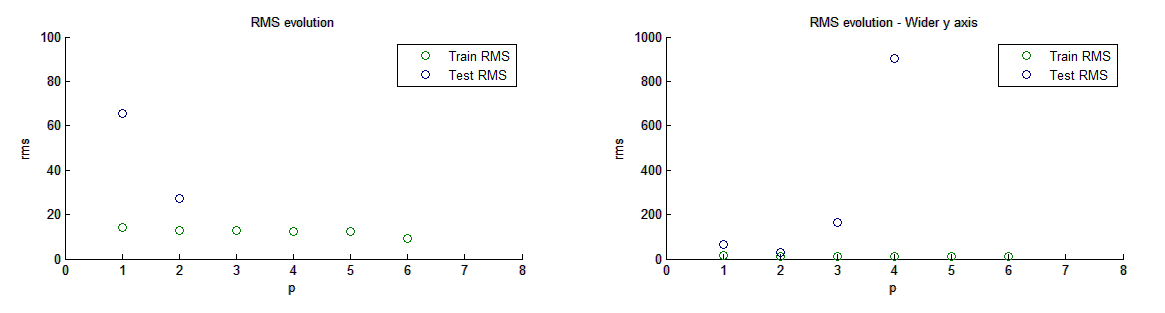 RMS evolution
100
80
60
40
20
0
rms
0 1 2 3 4 5 6 7 8
p
Train RMS
Test RMS
RMS evolution - Wider y axis
1000
800
600
400
200
0
rms
0 1 2 3 4 5 6 7 8
p
Train RMS
Test RMS